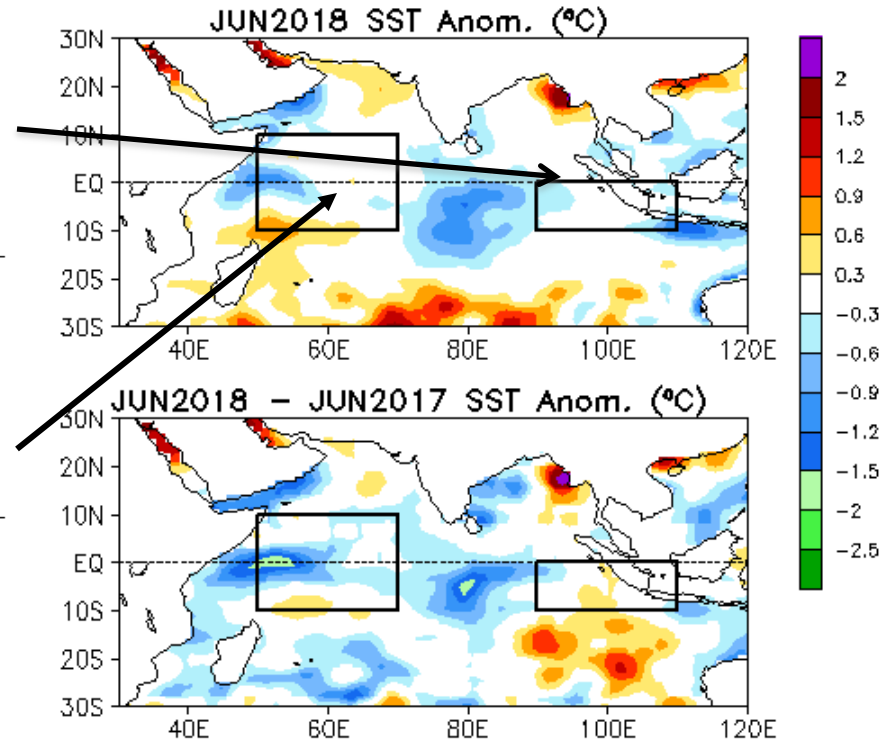 JUN2018 SST Anom. (ºC)
30N
20N
10N
EQ
10S
20S
30S
40E 60E 80E 100E 120E
JUN2018 – JUN2017 SST Anom. (ºC)
30N
20N
10N
EQ
10S
20S
30S
40E 60E 80E 100E 120E
2
1.5
1.2
0.9
0.6
0.3
-0.3
-0.6
-0.9
-1.2
-1.5
-2
-2.5